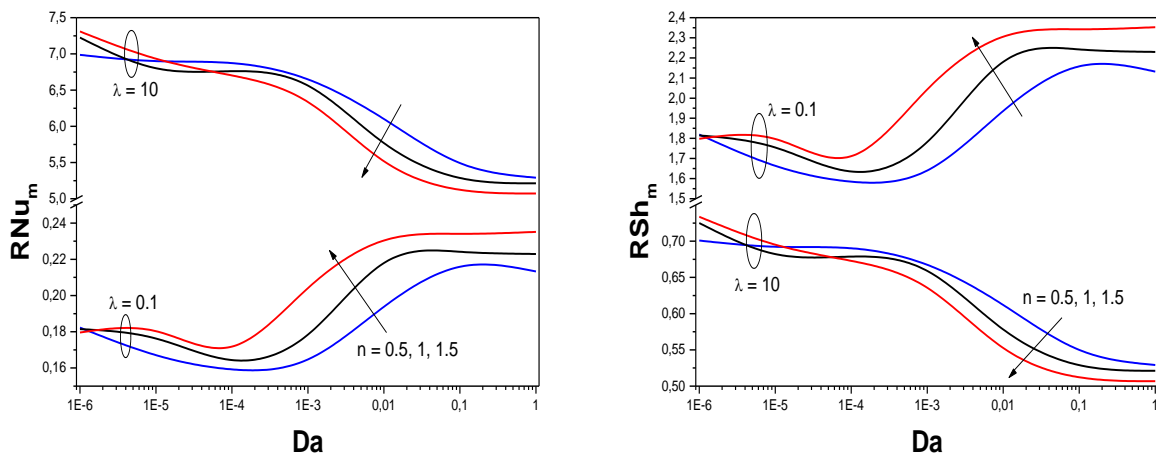 7,5
7,0
6,5
6,0
5,5
5,0
0,24
0,22
0,20
0,18
0,16
RNu_m
λ = 10
λ = 0.1
n = 0.5, 1, 1.5
1E-6 1E-5 1E-4 1E-3 0,01 0,1 1
Da
2,4
2,3
2,2
2,1
2,0
1,9
1,8
1,7
1,6
1,5
0,70
0,65
0,60
0,55
0,50
RSh_m
λ = 0.1
λ = 10
n = 0.5, 1, 1.5
1E-6 1E-5 1E-4 1E-3 0,01 0,1 1
Da